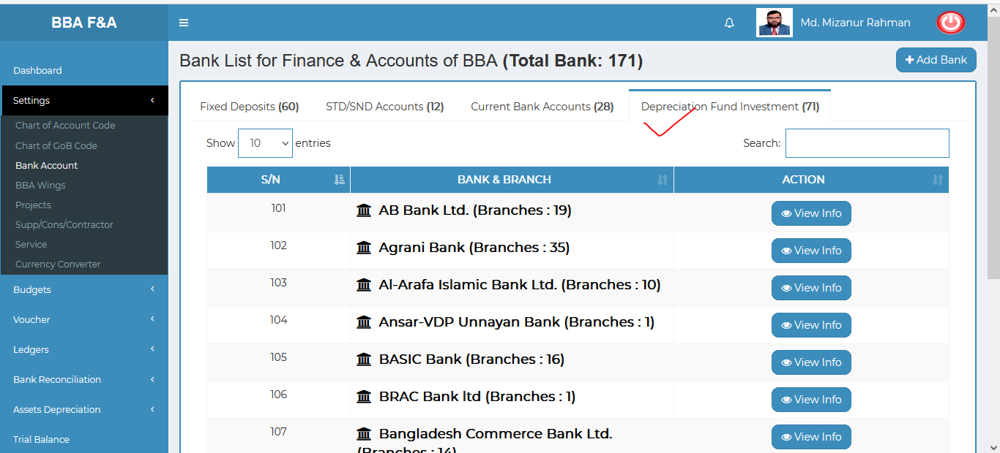 BBA F&A
Md. Mizanur Rahman
Bank List for Finance & Accounts of BBA (Total Bank: 171)
Add Bank
Dashboard
Settings
Chart of Account Code
Chart of GoB Code
Bank Account
BBA Wings
Projects
Supp/Cons/Contractor
Service
Currency Converter
Budgets
Voucher
Ledgers
Bank Reconciliation
Assets Depreciation
Trial Balance
Fixed Deposits (60) STD/SND Accounts (12) Current Bank Accounts (28) Depreciation Fund Investment (71)
Show 10 entries Search:
S/N BANK & BRANCH ACTION
101 AB Bank Ltd. (Branches : 19) View Info
102 Agrani Bank (Branches : 35) View Info
103 Al-Arafa Islamic Bank Ltd. (Branches : 10) View Info
104 Ansar-VDP Unnayan Bank (Branches : 1) View Info
105 BASIC Bank (Branches : 16) View Info
106 BRAC Bank ltd (Branches : 1) View Info
107 Bangladesh Commerce Bank Ltd. View Info
(Branches : 14)